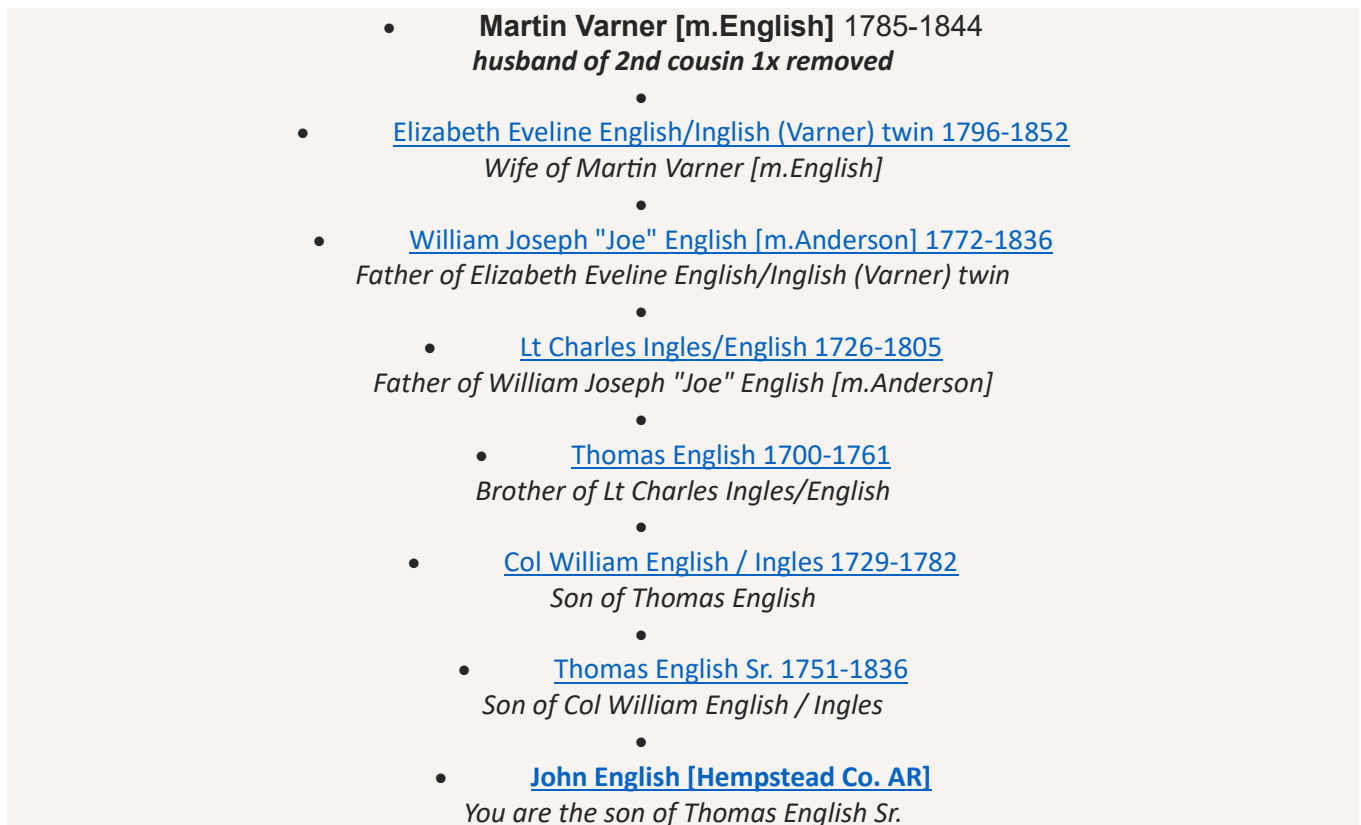 • Martin Varner [m.English] 1785-1844
husband of 2nd cousin 1x removed
•
• Elizabeth Eveline English/Inglish (Varner) twin 1796-1852
Wife of Martin Varner [m.English]
•
• William Joseph "Joe" English [m.Anderson] 1772-1836
Father of Elizabeth Eveline English/Inglish (Varner) twin
•
• Lt Charles Ingles/English 1726-1805
Father of William Joseph "Joe" English [m.Anderson]
•
• Thomas English 1700-1761
Brother of Lt Charles Ingles/English
•
• Col William English / Ingles 1729-1782
Son of Thomas English
•
• Thomas English Sr. 1751-1836
Son of Col William English / Ingles
•
• John English [Hempstead Co. AR]
You are the son of Thomas English Sr.